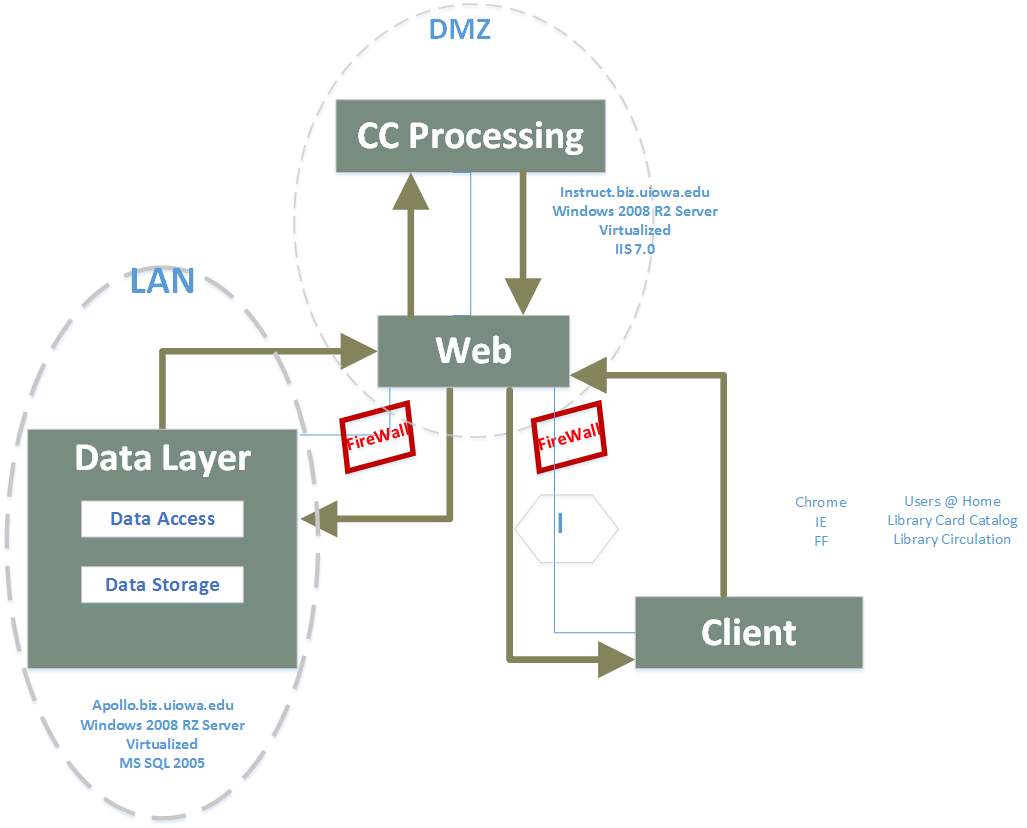 DMZ
CC Processing
Instruct.biz.uiowa.edu
Windows 2008 R2 Server
Virtualized
IIS 7.0
LAN
Web
FireWall
FireWall
Data Layer
Data Access
Data Storage
I
Chrome
IE
FF
Users @ Home
Library Card Catalog
Library Circulation
Client
Apollo.biz.uiowa.edu
Windows 2008 RZ Server
Virtualized
MS SQL 2005